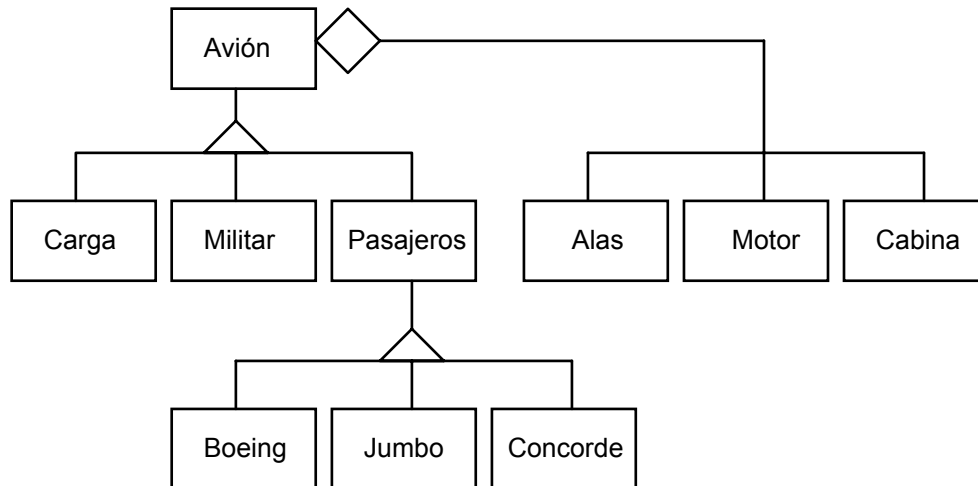 Avión
Carga
Militar
Pasajeros
Alas
Motor
Cabina
Boeing
Jumbo
Concorde